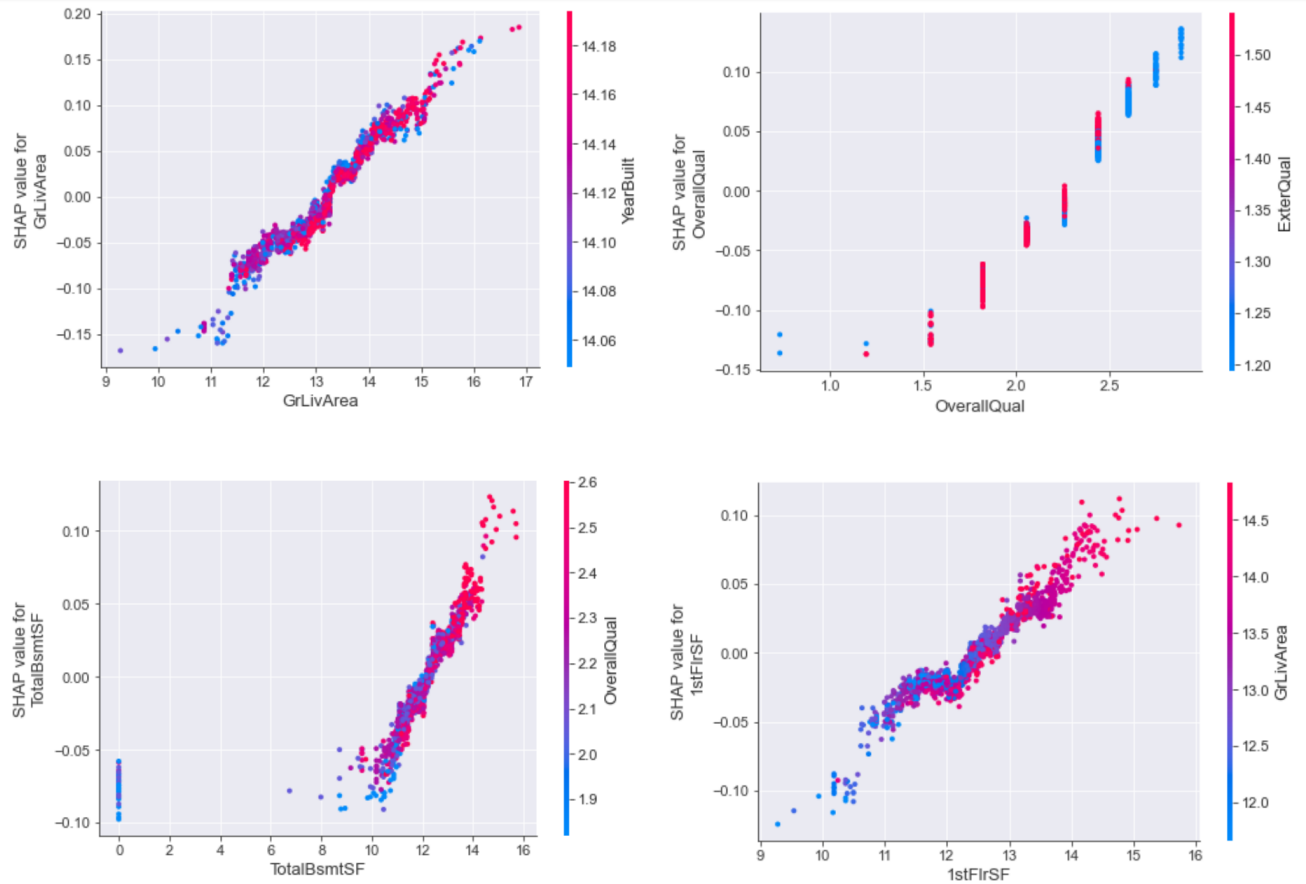 0.20
0.15
0.10
0.05
0.00
−0.05
−0.10
−0.15
SHAP value for
GrLivArea
9 10 11 12 13 14 15 16 17
GrLivArea
14.18
14.16
14.14
14.12
14.10
14.08
14.06
YearBuilt
0.10
0.05
0.00
−0.05
−0.10
−0.15
SHAP value for
OverallQual
1.0 1.5 2.0 2.5
OverallQual
1.50
1.45
1.40
1.35
1.30
1.25
1.20
ExterQual
0.10
0.05
0.00
−0.05
−0.10
SHAP value for
TotalBsmtSF
0 2 4 6 8 10 12 14 16
TotalBsmtSF
2.6
2.5
2.4
2.3
2.2
2.1
2.0
1.9
OverallQual
0.10
0.05
0.00
−0.05
−0.10
SHAP value for
1stFlrSF
9 10 11 12 13 14 15 16
1stFlrSF
14.5
14.0
13.5
13.0
12.5
12.0
GrLivArea